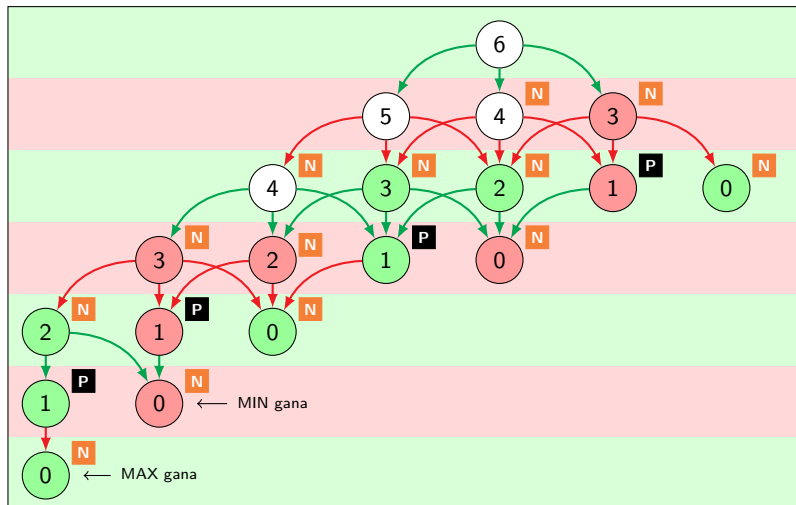 6
N N
5 4 3
N N N P N
4 3 2 1 0
N N P N
3 2 1 0
N P N
2 1 0
P N
1 0 MIN gana
N
0 MAX gana